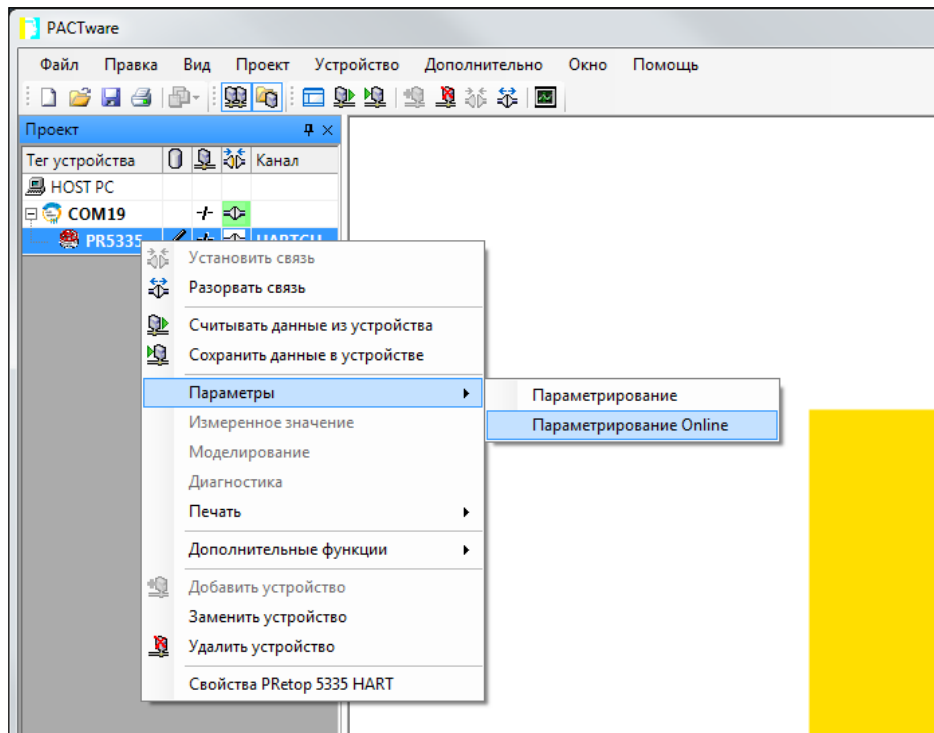 PACTware
Файл Правка Вид Проект Устройство Дополнительно Окно Помощь
Проект
Тег устройства Канал
HOST PC
COM19
PR5335
Установить связь
Разорвать связь
Считывать данные из устройства
Сохранить данные в устройстве
Параметры
Параметрирование
Измеренное значение
Параметрирование Online
Моделирование
Диагностика
Печать
Дополнительные функции
Добавить устройство
Заменить устройство
Удалить устройство
Свойства PRetop 5335 HART